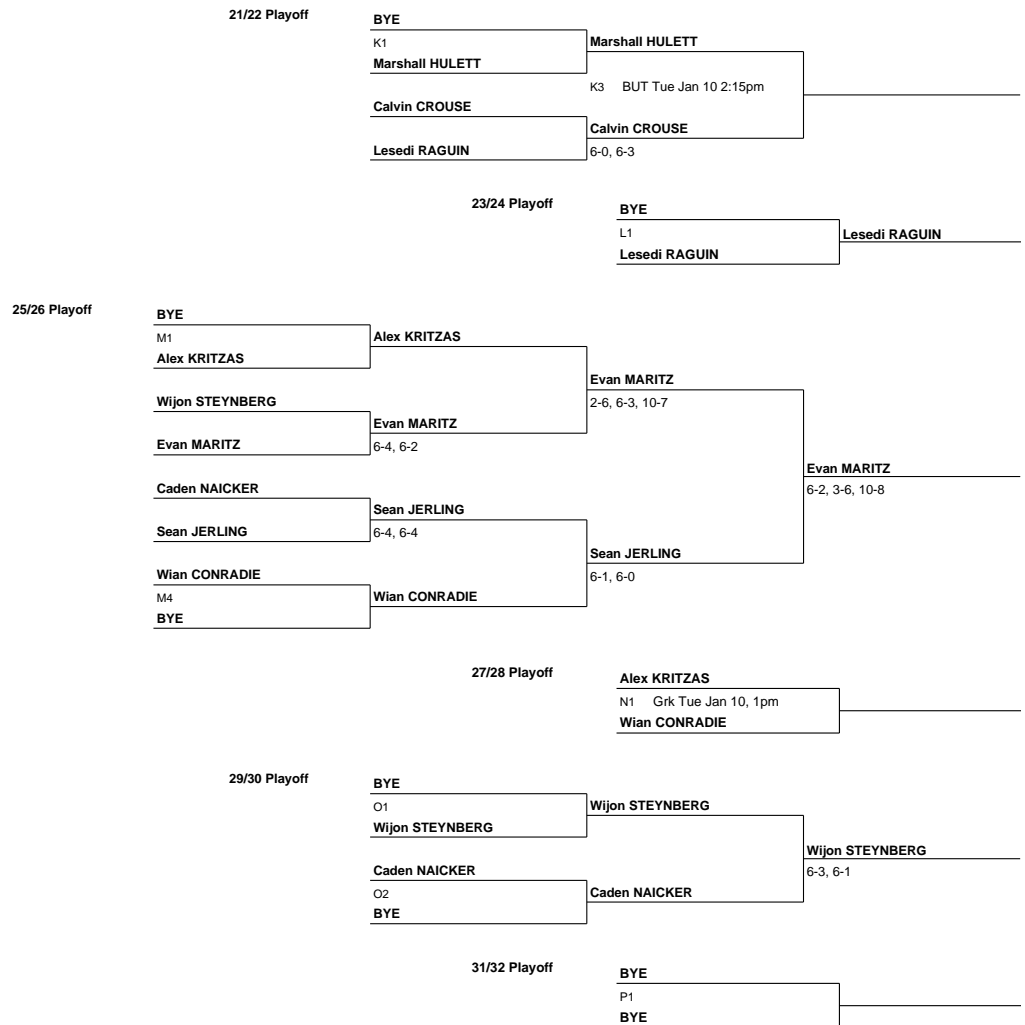 21/22 Playoff
BYE
K1
Marshall HULETT
Marshall HULETT
K3 BUT Tue Jan 10 2:15pm
Calvin CROUSE
Calvin CROUSE
Lesedi RAGUIN
6-0, 6-3
23/24 Playoff
BYE
L1
Lesedi RAGUIN
Lesedi RAGUIN
25/26 Playoff
BYE
M1
Alex KRITZAS
Alex KRITZAS
Evan MARITZ
2-6, 6-3, 10-7
Wijon STEYNBERG
Evan MARITZ
Evan MARITZ
6-4, 6-2
Evan MARITZ
6-2, 3-6, 10-8
Caden NAICKER
Sean JERLING
Sean JERLING
6-4, 6-4
Sean JERLING
6-1, 6-0
Wian CONRADIE
M4
Wian CONRADIE
BYE
27/28 Playoff
Alex KRITZAS
N1 Grk Tue Jan 10, 1pm
Wian CONRADIE
29/30 Playoff
BYE
O1
Wijon STEYNBERG
Wijon STEYNBERG
Wijon STEYNBERG
6-3, 6-1
Caden NAICKER
O2
Caden NAICKER
BYE
31/32 Playoff
BYE
P1
BYE